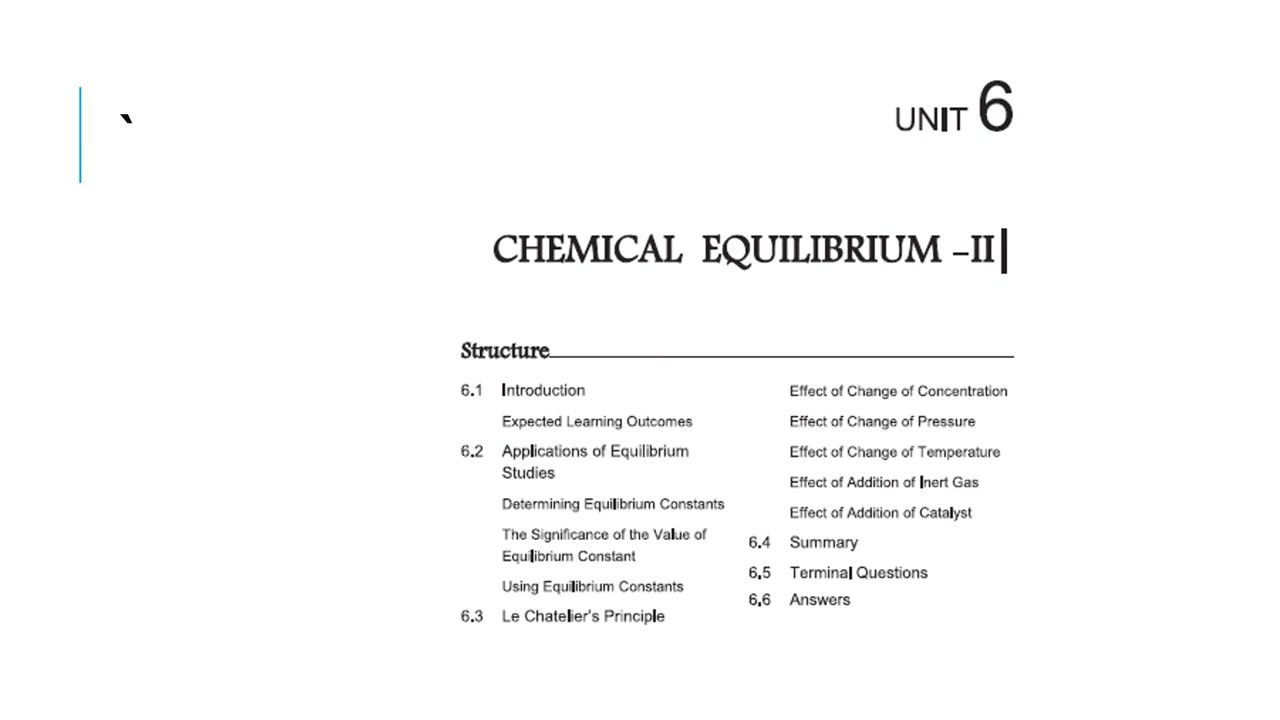 `
UNIT 6
CHEMICAL EQUILIBRIUM –II
Structure
6.1 Introduction
Expected Learning Outcomes
6.2 Applications of Equilibrium
Studies
Determining Equilibrium Constants
The Significance of the Value of
Equilibrium Constant
Using Equilibrium Constants
6.3 Le Chatelier's Principle
Effect of Change of Concentration
Effect of Change of Pressure
Effect of Change of Temperature
Effect of Addition of Inert Gas
Effect of Addition of Catalyst
6.4 Summary
6.5 Terminal Questions
6.6 Answers